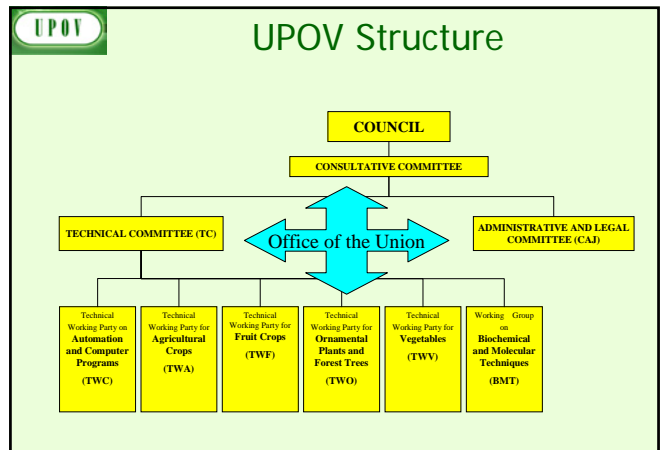 UPOV
UPOV Structure
COUNCIL
CONSULTATIVE COMMITTEE
TECHNICAL COMMITTEE (TC)
Office of the Union
ADMINISTRATIVE AND LEGAL
COMMITTEE (CAJ)
Technical
Working Party on
Automation
and Computer
Programs
(TWC)
Technical
Working Party for
Agricultural
Crops
(TWA)
Technical
Working Party for
Fruit Crops
(TWF)
Technical
Working Party for
Ornamental
Plants and
Forest Trees
(TWO)
Technical
Working Party for
Vegetables
(TWV)
Working Group
on
Biochemical
and Molecular
Techniques
(BMT)